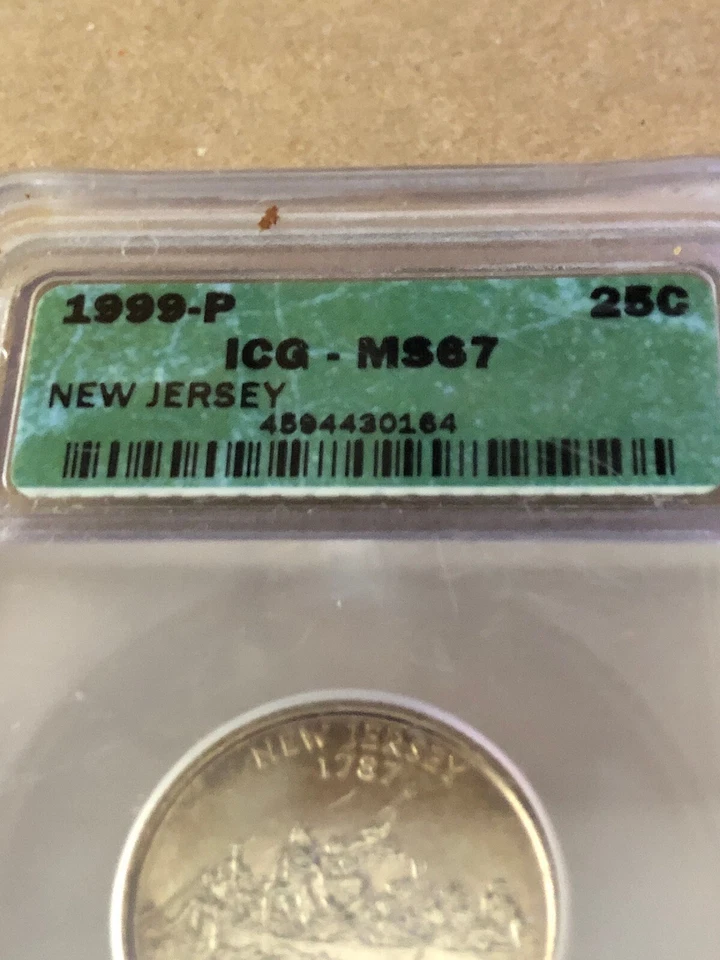 1999-P 25C
ICG - MS67
NEW JERSEY
4594430164
NEW JERSEY
1787